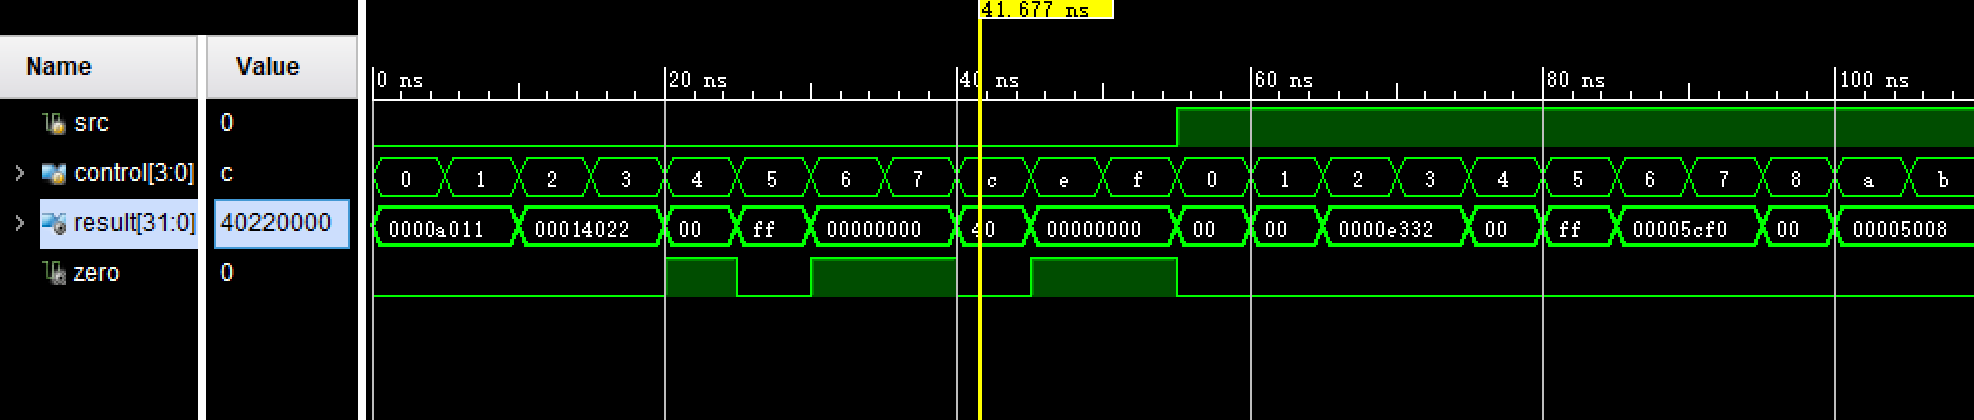 41.677 ns
Name Value
0 ns 20 ns 40 ns 60 ns 80 ns 100 ns
src 0
control[3:0] c 0 1 2 3 4 5 6 7 c e f 0 1 2 3 4 5 6 7 8 a b
result[31:0] 40220000 0000a011 00014022 00 ff 00000000 40 00000000 00 00 0000e332 00 ff 00005cf0 00 00005008
zero 0